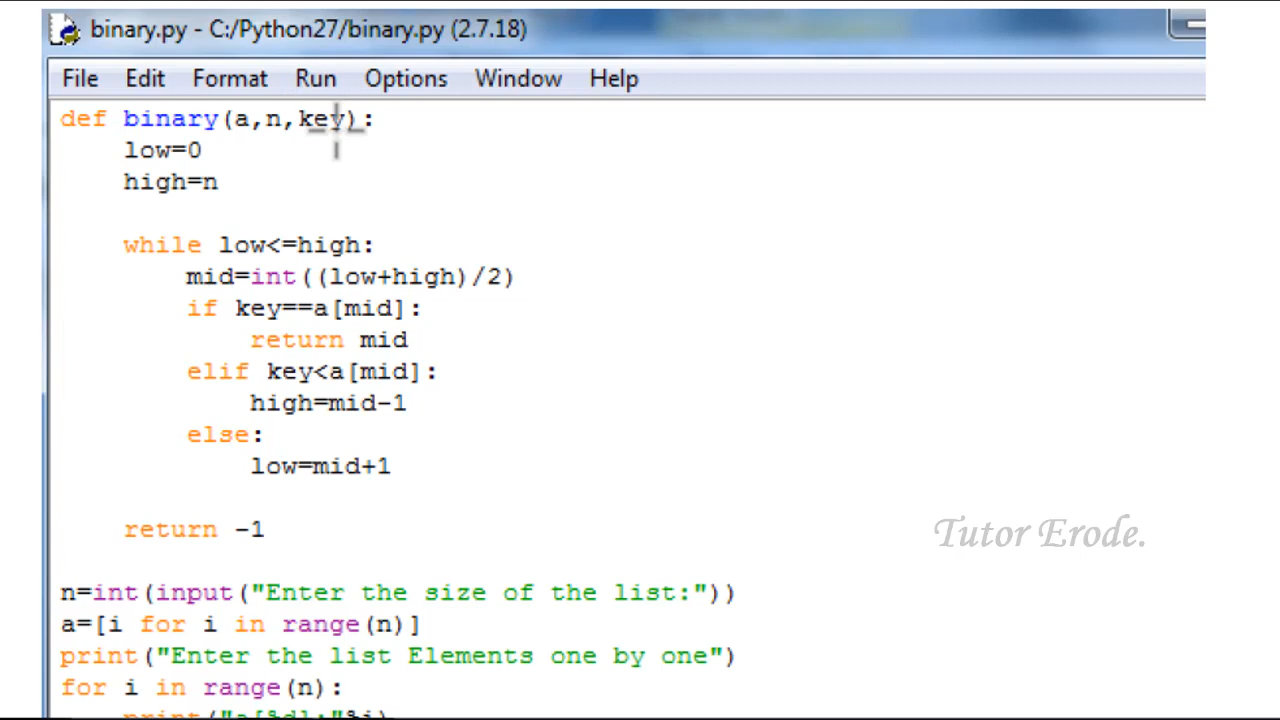 binary.py - C:/Python27/binary.py (2.7.18)
File Edit Format Run Options Window Help
def binary(a,n,key):
    low=0
    high=n
    while low<=high:
        mid=int((low+high)/2)
        if key==a[mid]:
            return mid
        elif key<a[mid]:
            high=mid-1
        else:
            low=mid+1
    return -1
Tutor Erode.
n=int(input("Enter the size of the list:"))
a=[i for i in range(n)]
print("Enter the list Elements one by one")
for i in range(n):
    print("a[%d]:"%i)